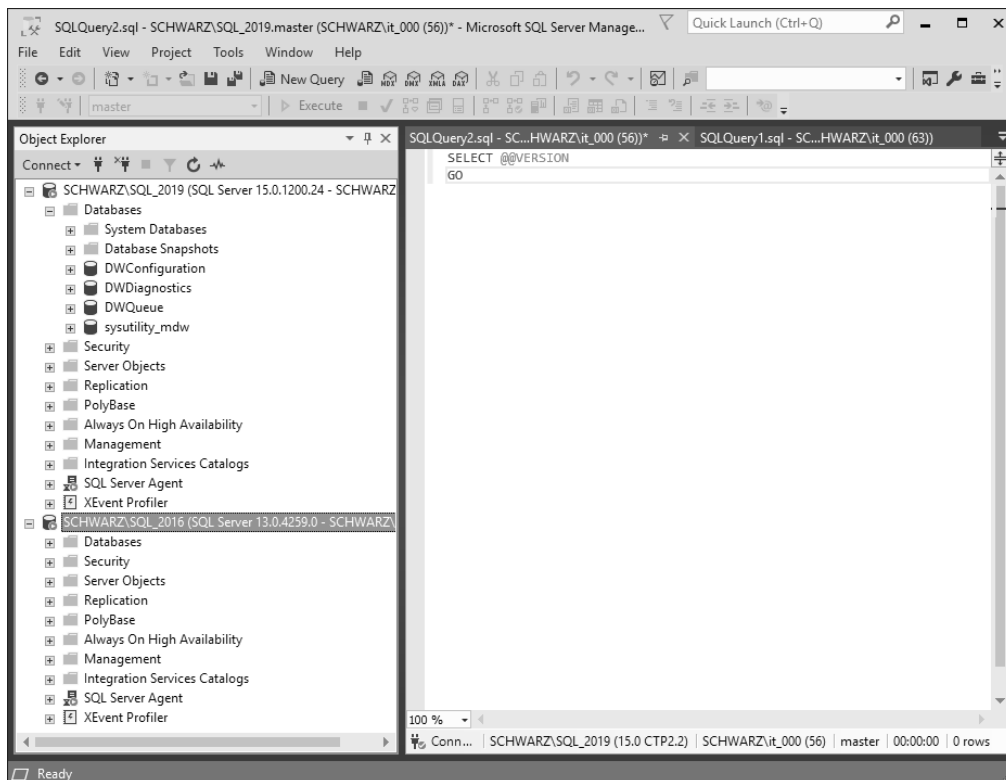 SQLQuery2.sql - SCHWARZ\SQL_2019.master (SCHWARZ\it_000 (56))* - Microsoft SQL Server Manage...
Quick Launch (Ctrl+Q)
File Edit View Project Tools Window Help
New Query MDX DMX XMLA DAX
master Execute
Object Explorer
Connect
SCHWARZ\SQL_2019 (SQL Server 15.0.1200.24 - SCHWARZ
Databases
System Databases
Database Snapshots
DWConfiguration
DWDiagnostics
DWQueue
sysutility_mdw
Security
Server Objects
Replication
PolyBase
Always On High Availability
Management
Integration Services Catalogs
SQL Server Agent
XEvent Profiler
SCHWARZ\SQL_2016 (SQL Server 13.0.4259.0 - SCHWARZ\
Databases
Security
Server Objects
Replication
PolyBase
Always On High Availability
Management
Integration Services Catalogs
SQL Server Agent
XEvent Profiler
SQLQuery2.sql - SC...HWARZ\it_000 (56))* SQLQuery1.sql - SC...HWARZ\it_000 (63))
SELECT @@VERSION
GO
100 %
Conn... SCHWARZ\SQL_2019 (15.0 CTP2.2) SCHWARZ\it_000 (56) master 00:00:00 0 rows
Ready